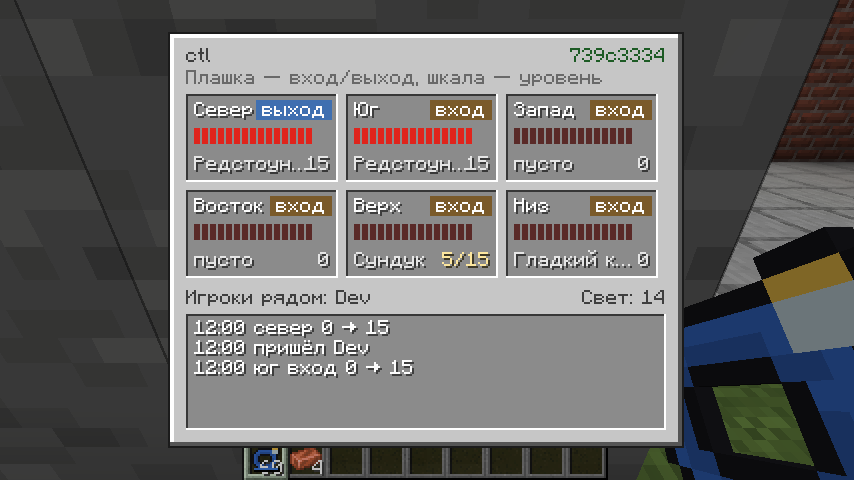 ctl 739c3334
Плашка — вход/выход, шкала — уровень
Север выход Юг вход Запад вход
Редстоун..15 Редстоун..15 пусто 0
Восток вход Верх вход Низ вход
пусто 0 Сундук 5/15 Гладкий к... 0
Игроки рядом: Dev Свет: 14
12:00 север 0 → 15
12:00 пришёл Dev
12:00 юг вход 0 → 15
4